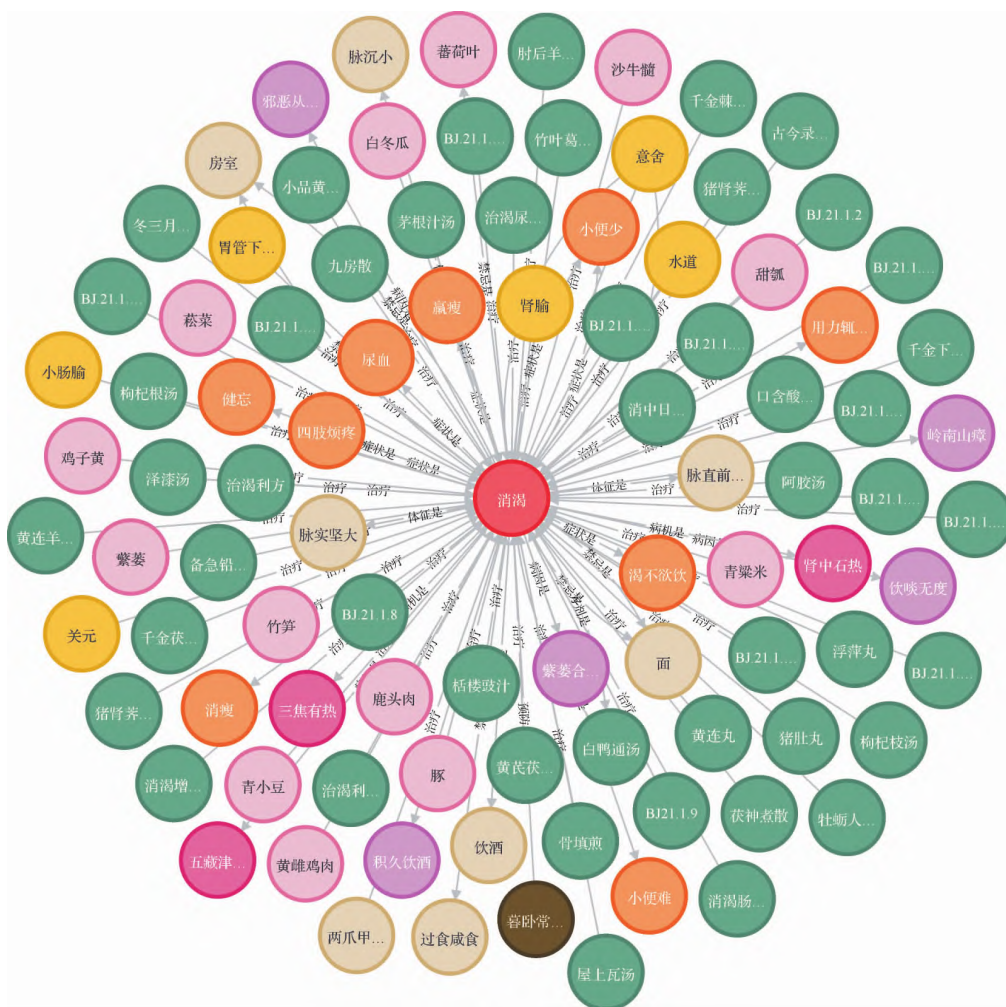 脉沉小
蕃荷叶
肘后羊…
沙牛髓
邪恶从…
千金棘…
白冬瓜
BJ.21.1.…
竹叶葛…
意舍
古今录…
房室
小品黄…
猪肾荠…
冬三月…
茅根汁汤
治渴尿…
小便少
BJ.21.1.2
胃管下…
九房散
水道
甜瓠
BJ.21.1.…
BJ.21.1.…
菘菜
BJ.21.1.…
羸瘦
肾腧
BJ.21.1.…
BJ.21.1.…
用力辄…
千金下…
小肠腧
枸杞根汤
健忘
尿血
四肢烦疼
消中日…
口含酸…
BJ.21.1.…
岭南山瘴
鸡子黄
泽漆汤
治渴利方
脉直前…
阿胶汤
BJ.21.1.…
BJ.21.1.…
消渴
黄连羊…
紫葳
备急铅…
脉实坚大
渴不欲饮
青粱米
肾中石热
饮啖无度
关元
千金茯…
竹笋
BJ.21.1.8
BJ.21.1.…
浮萍丸
BJ.21.1.…
猪肾荠…
消瘦
三焦有热
鹿头肉
栝楼豉汁
紫葳合…
面
消渴增…
青小豆
治渴利…
豚
黄芪茯…
白鸭通汤
黄连丸
猪肚丸
枸杞枝汤
五藏津…
黄雌鸡肉
积久饮酒
饮酒
骨填煎
BJ21.1.9
茯神煮散
牡蛎人…
两爪甲…
过食咸食
暮卧常…
小便难
消渴肠…
屋上瓦汤
治疗
症状是
体征是
病因是
病机是
禁忌是
预防